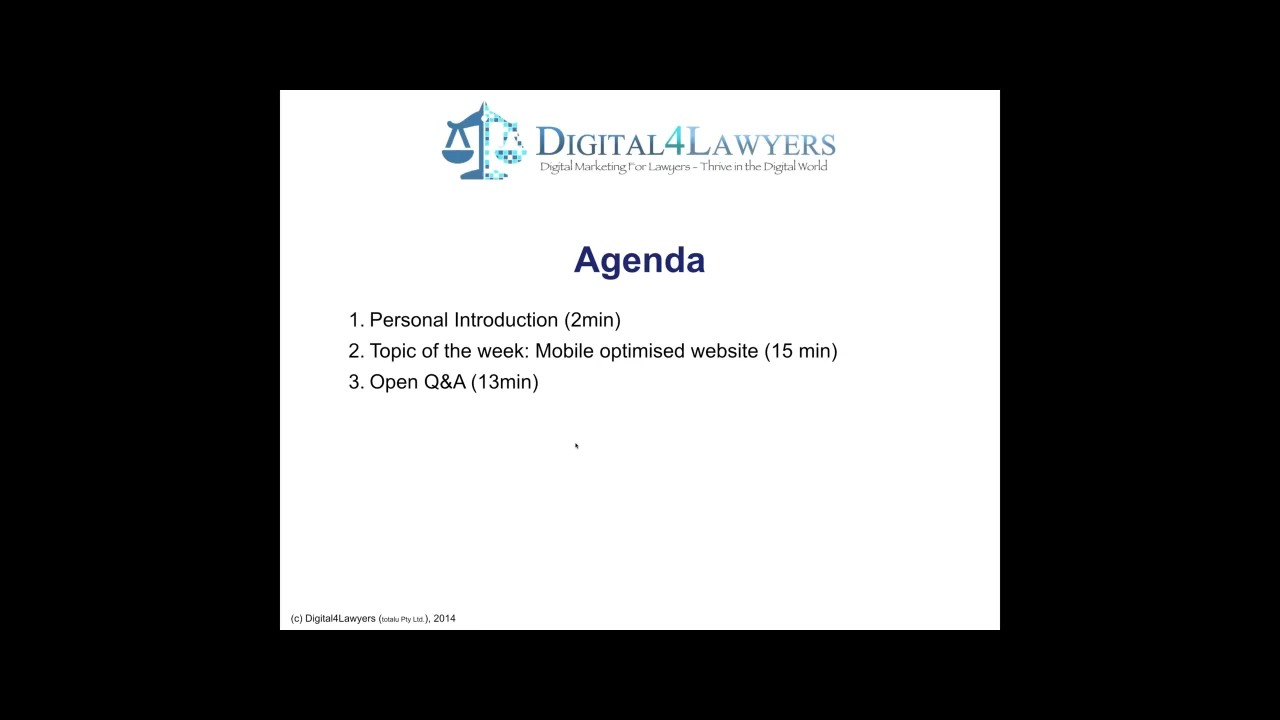 DIGITAL4LAWYERS
Digital Marketing For Lawyers – Thrive in the Digital World
Agenda
1. Personal Introduction (2min)
2. Topic of the week: Mobile optimised website (15 min)
3. Open Q&A (13min)
(c) Digital4Lawyers (totalu Pty Ltd.), 2014